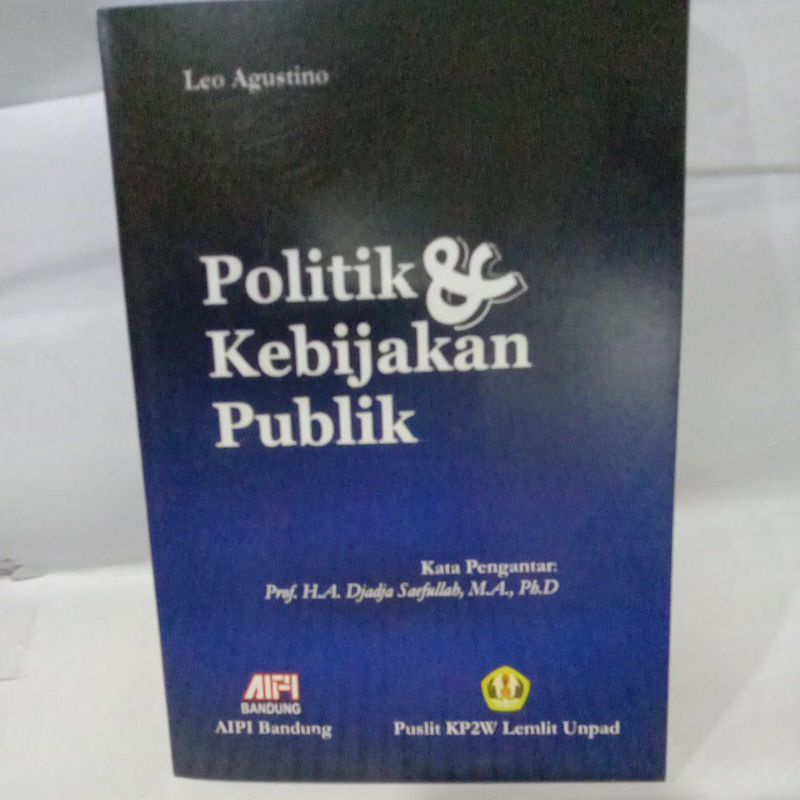 Leo Agustino
Politik &
Kebijakan
Publik
Kata Pengantar:
Prof. H.A. Djadja Saefullah, M.A., Ph.D
AIPI
BANDUNG
AIPI Bandung
Puslit KP2W Lemlit Unpad